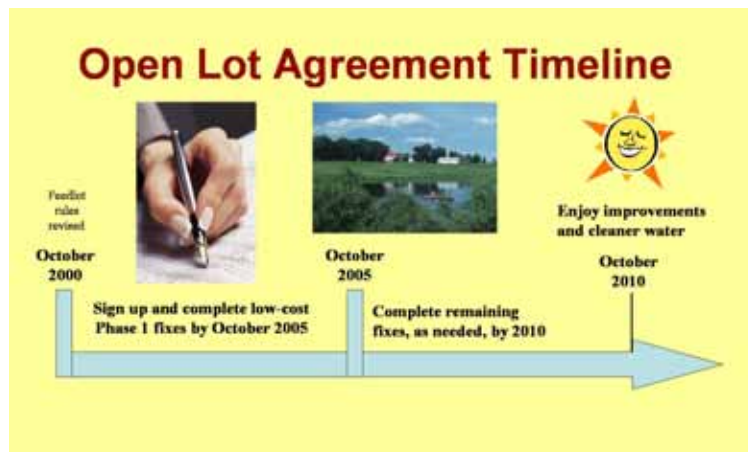 Open Lot Agreement Timeline
Feedlot
rules
revised
October
2000
October
2005
Enjoy improvements
and cleaner water
October
2010
Sign up and complete low-cost
Phase 1 fixes by October 2005
Complete remaining
fixes, as needed, by 2010